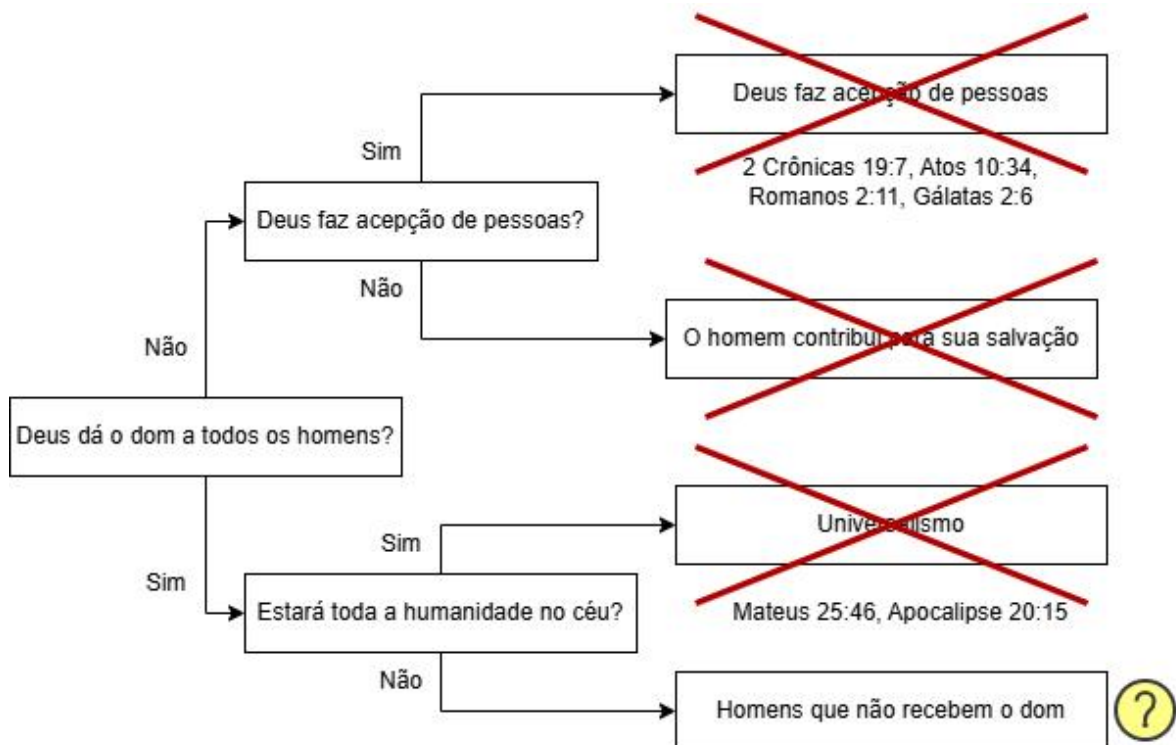 Deus faz acepção de pessoas
Sim
2 Crônicas 19:7, Atos 10:34,
Romanos 2:11, Gálatas 2:6
Deus faz acepção de pessoas?
Não
O homem contribui para sua salvação
Não
Deus dá o dom a todos os homens?
Sim
Universalismo
Sim
Estará toda a humanidade no céu?
Mateus 25:46, Apocalipse 20:15
Não
Homens que não recebem o dom
?